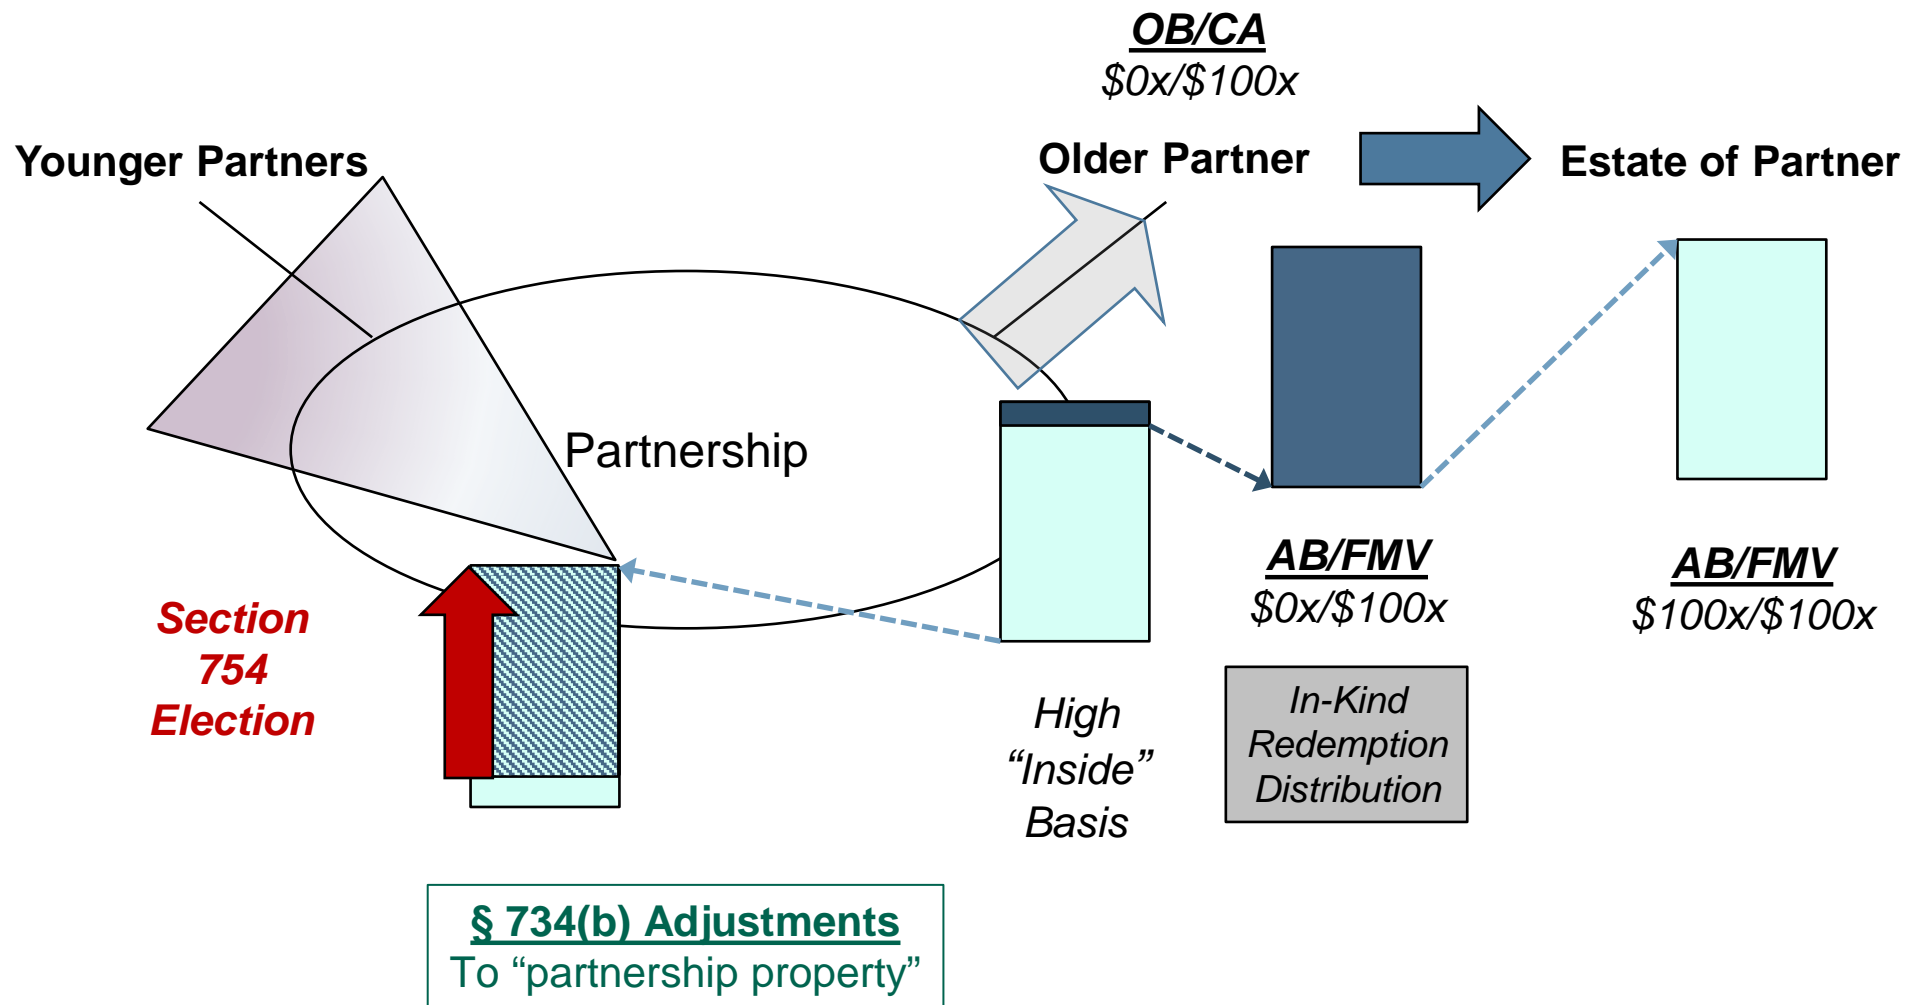 OB/CA
$0x/$100x
Younger Partners
Older Partner
Estate of Partner
Partnership
AB/FMV
$0x/$100x
AB/FMV
$100x/$100x
Section
754
Election
High
“Inside”
Basis
In-Kind
Redemption
Distribution
§ 734(b) Adjustments
To “partnership property”